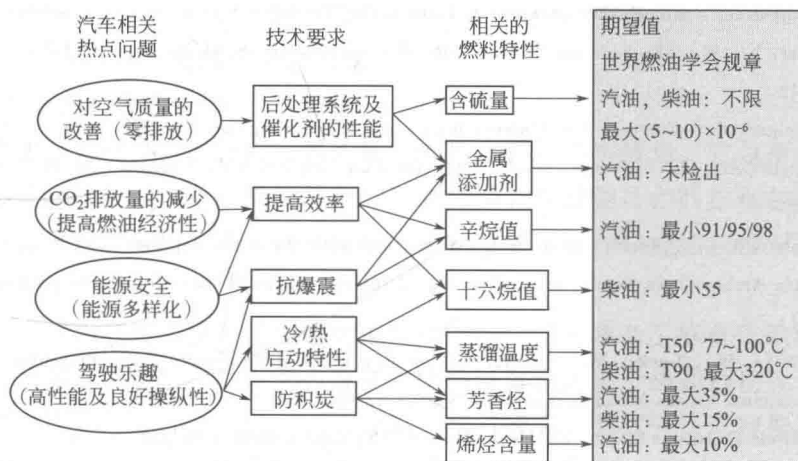 汽车相关
热点问题
技术要求
相关的
燃料特性
期望值
世界燃油学会规章
对空气质量的
改善（零排放）
后处理系统及
催化剂的性能
含硫量
汽油，柴油：不限
最大(5~10)×10⁻⁶
金属
添加剂
汽油：未检出
CO₂排放量的减少
（提高燃油经济性）
提高效率
辛烷值
汽油：最小91/95/98
能源安全
（能源多样化）
抗爆震
十六烷值
柴油：最小55
冷/热
启动特性
蒸馏温度
汽油：T50 77~100℃
柴油：T90 最大320℃
驾驶乐趣
（高性能及良好操纵性）
防积炭
芳香烃
汽油：最大35%
柴油：最大15%
烯烃含量
汽油：最大10%